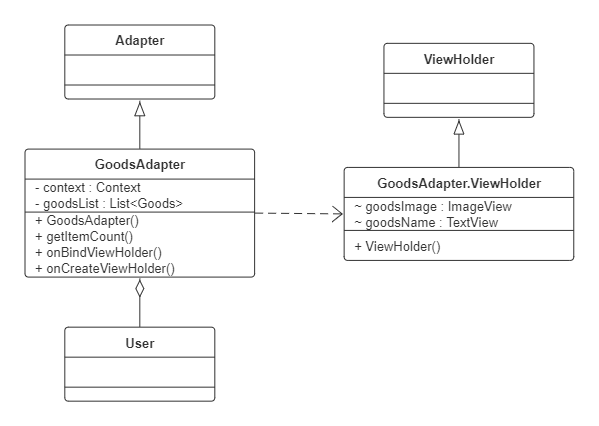 Adapter
ViewHolder
GoodsAdapter
- context : Context
- goodsList : List<Goods>
+ GoodsAdapter()
+ getItemCount()
+ onBindViewHolder()
+ onCreateViewHolder()
GoodsAdapter.ViewHolder
~ goodsImage : ImageView
~ goodsName : TextView
+ ViewHolder()
User